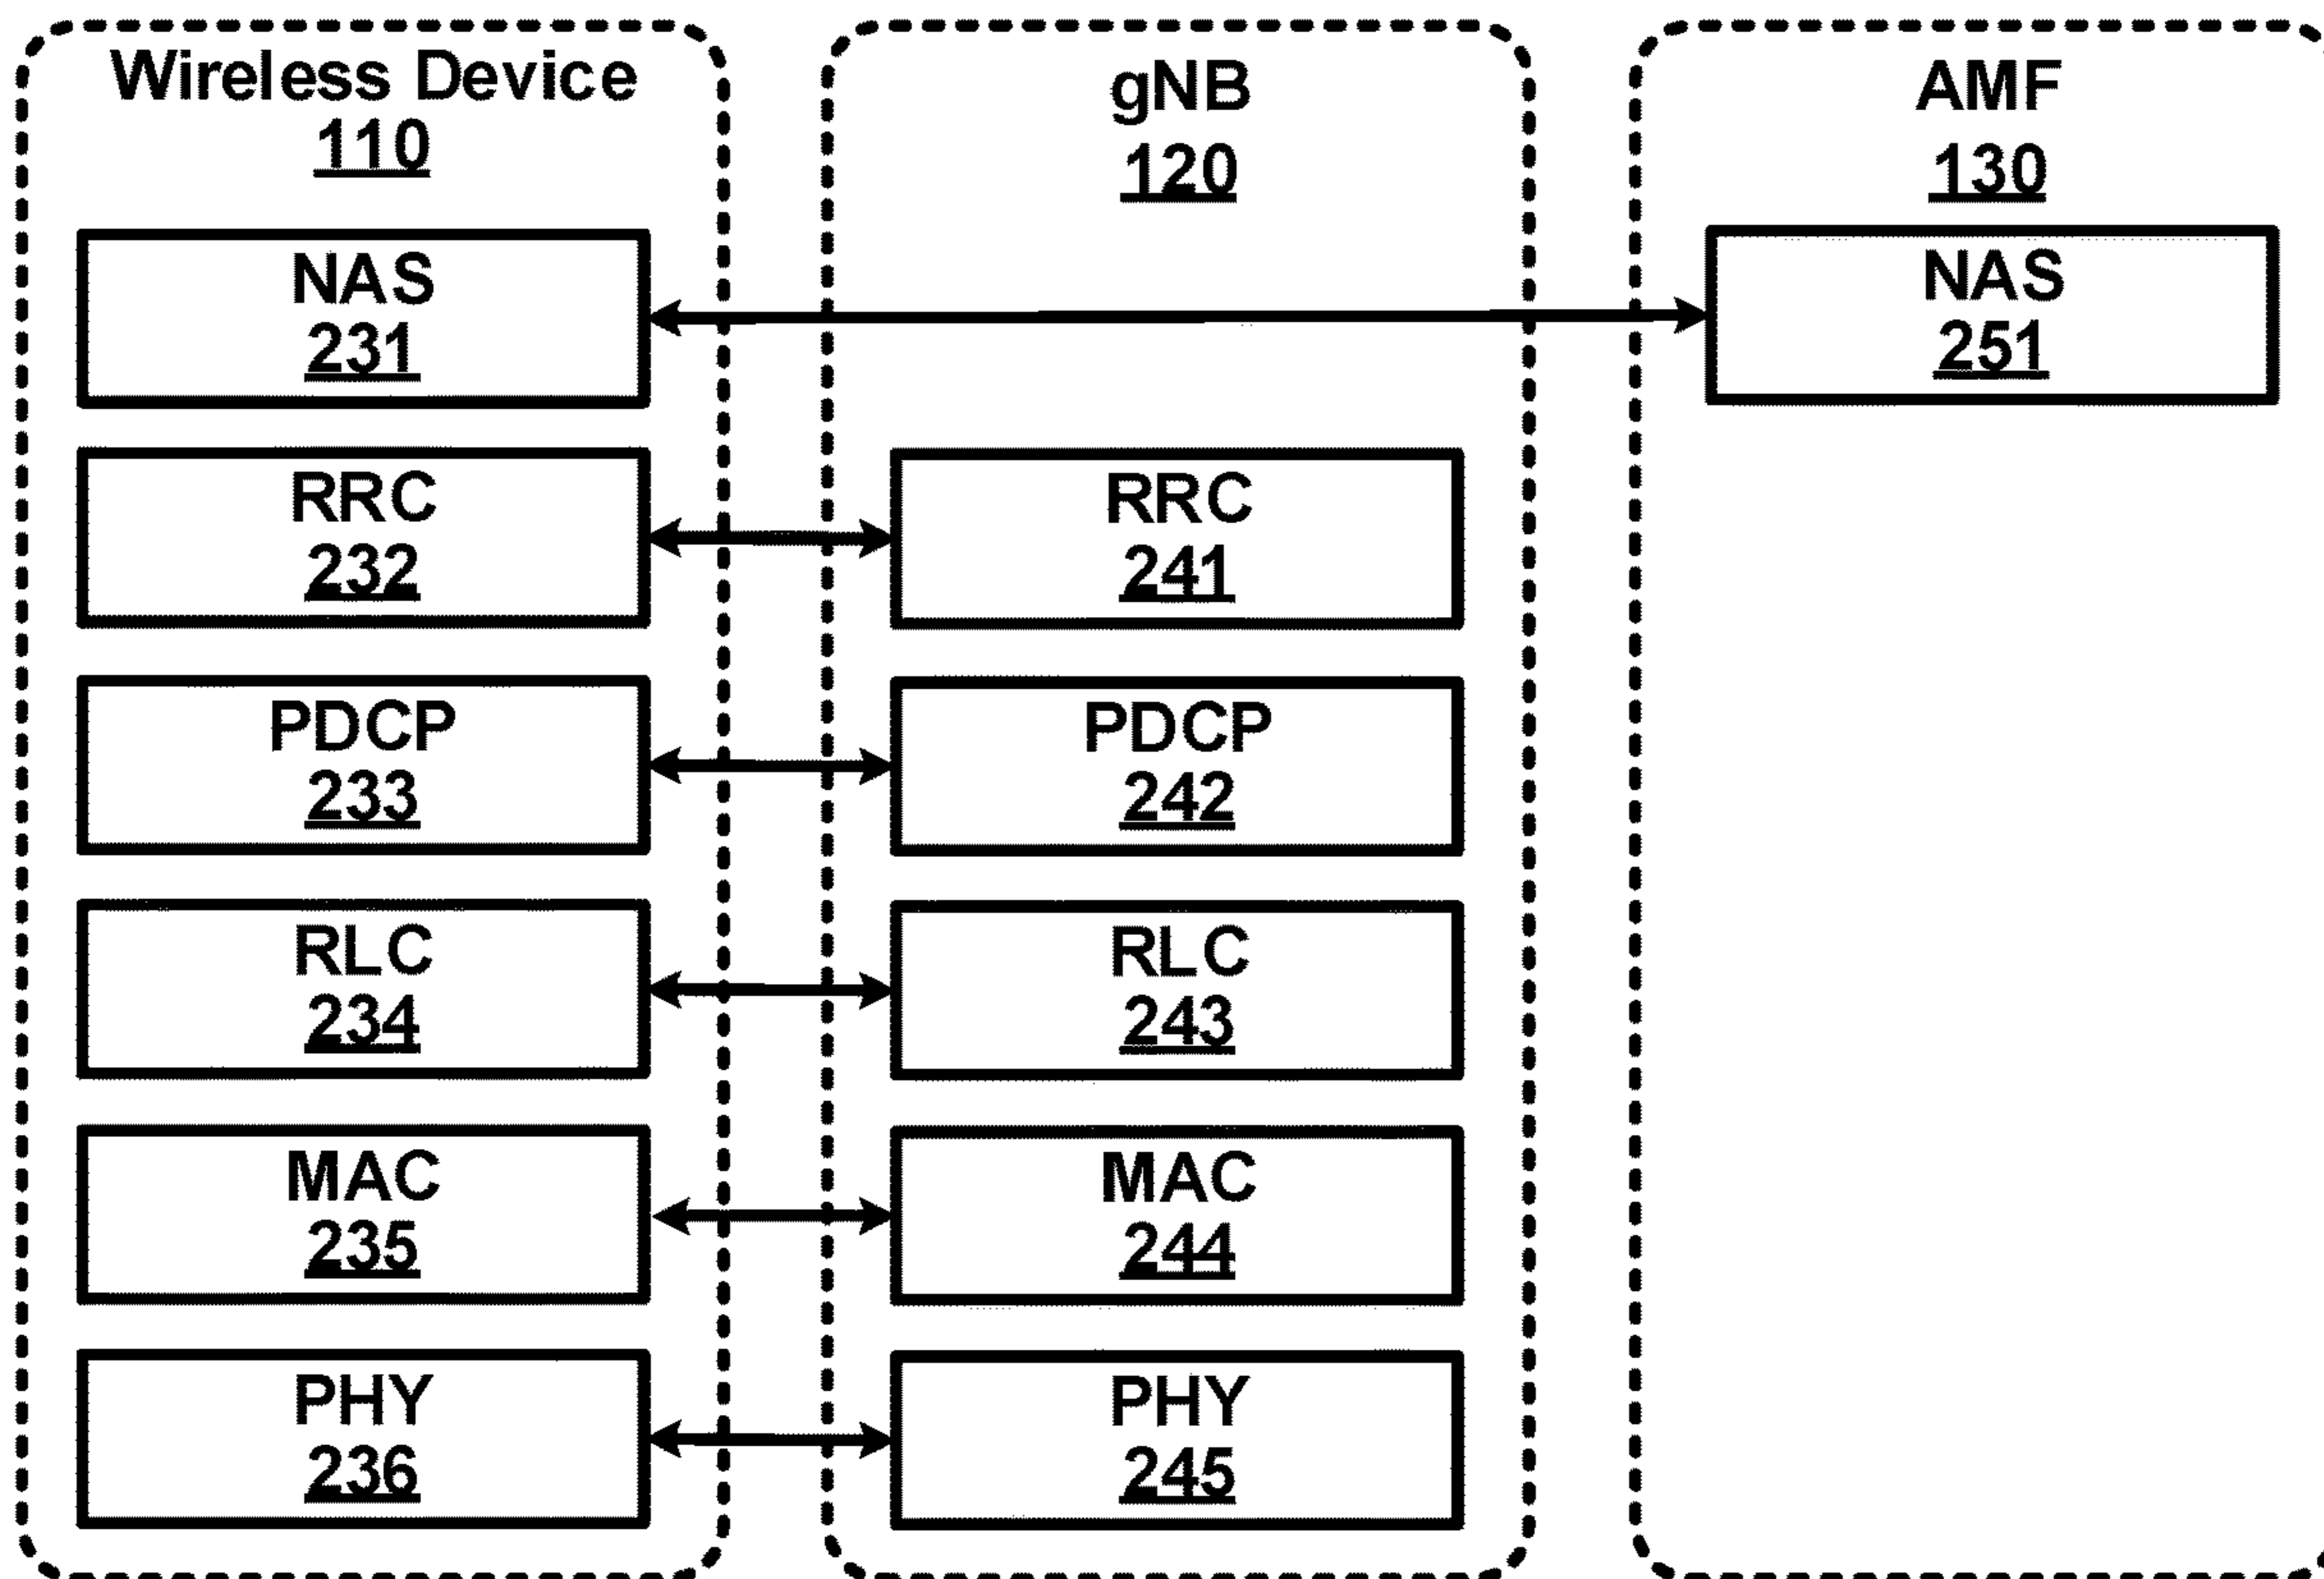 Wireless Device
110
gNB
120
AMF
130
NAS
231
NAS
251
RRC
232
RRC
241
PDCP
233
PDCP
242
RLC
234
RLC
243
MAC
235
MAC
244
PHY
236
PHY
245